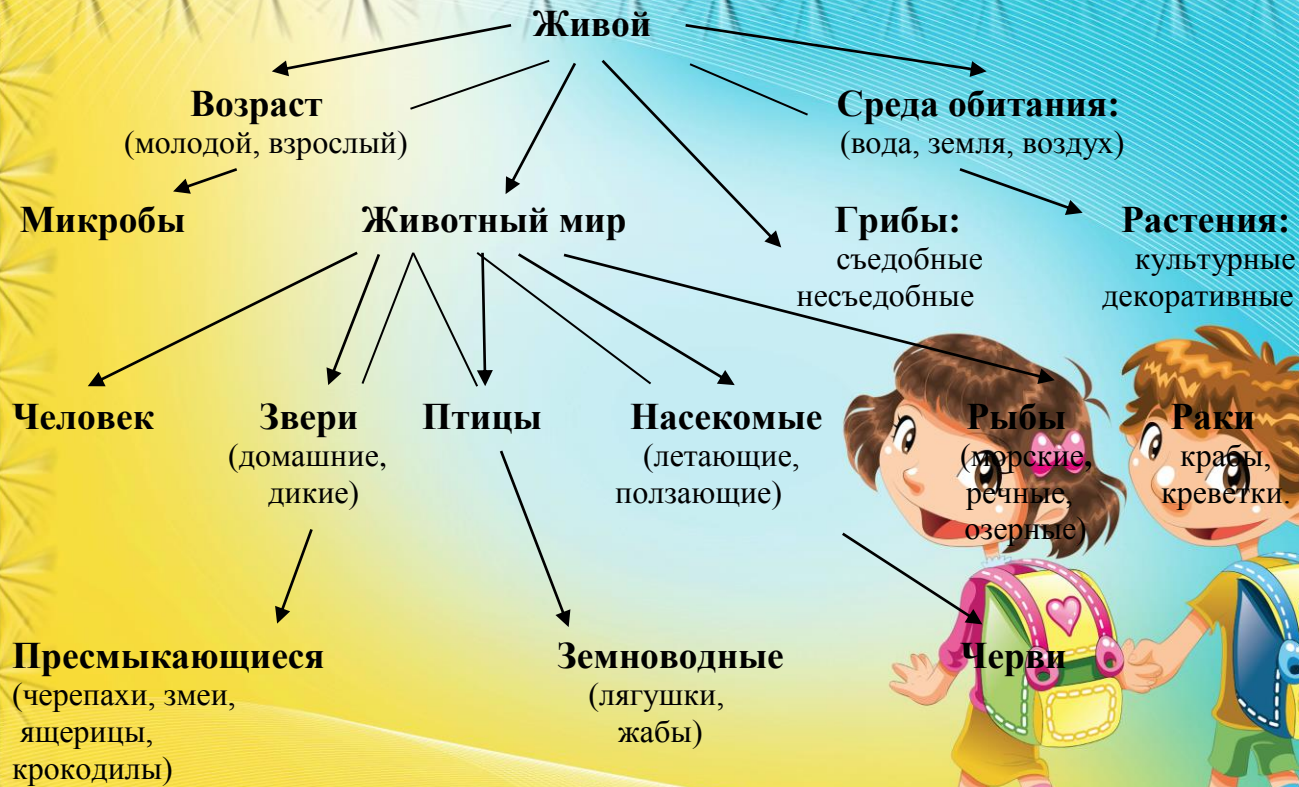 Живой
Возраст
(молодой, взрослый)
Среда обитания:
(вода, земля, воздух)
Микробы
Животный мир
Грибы:
съедобные
несъедобные
Растения:
культурные
декоративные
Человек
Звери
(домашние,
дикие)
Птицы
Насекомые
(летающие,
ползающие)
Рыбы
(морские,
речные,
озерные)
Раки
крабы,
креветки.
Пресмыкающиеся
(черепахи, змеи,
ящерицы,
крокодилы)
Земноводные
(лягушки,
жабы)
Черви